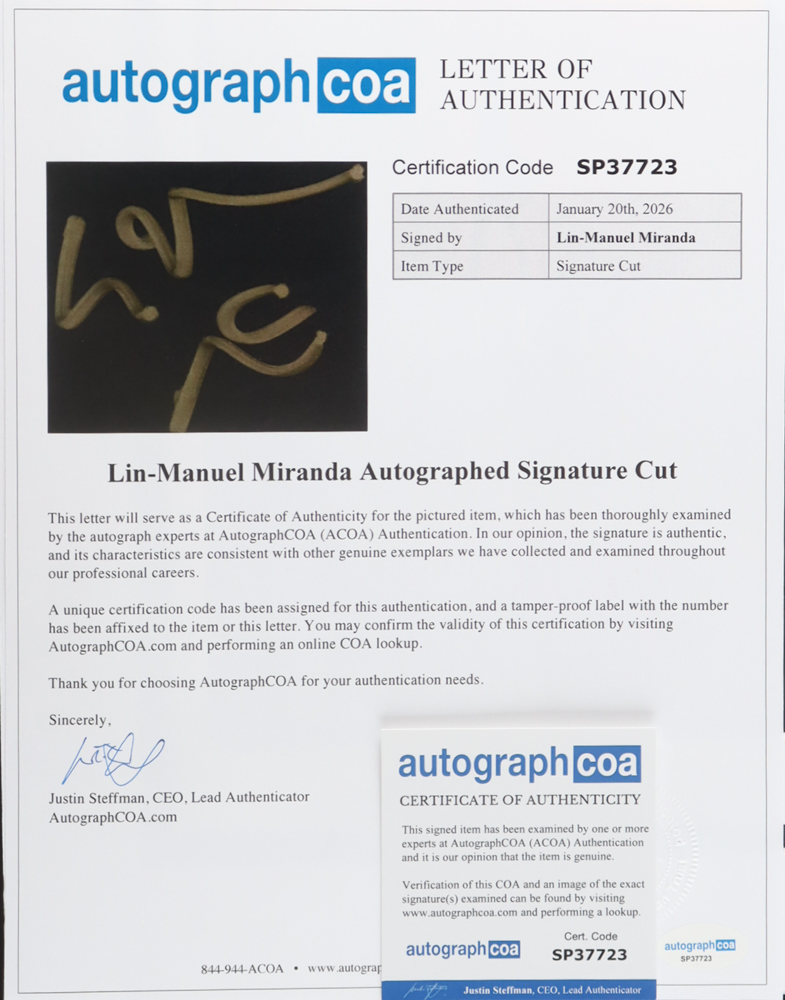 autographcoa
LETTER OF
AUTHENTICATION
Certification Code SP37723
Date Authenticated January 20th, 2026
Signed by Lin-Manuel Miranda
Item Type Signature Cut
Lin-Manuel Miranda Autographed Signature Cut
This letter will serve as a Certificate of Authenticity for the pictured item, which has been thoroughly examined
by the autograph experts at AutographCOA (ACOA) Authentication. In our opinion, the signature is authentic,
and its characteristics are consistent with other genuine exemplars we have collected and examined throughout
our professional careers.
A unique certification code has been assigned for this authentication, and a tamper-proof label with the number
has been affixed to the item or this letter. You may confirm the validity of this certification by visiting
AutographCOA.com and performing an online COA lookup.
Thank you for choosing AutographCOA for your authentication needs.
Sincerely,
Justin Steffman, CEO, Lead Authenticator
AutographCOA.com
844-944-ACOA • www.autograp
autographcoa
CERTIFICATE OF AUTHENTICITY
This signed item has been examined by one or more
experts at AutographCOA (ACOA) Authentication
and it is our opinion that the item is genuine.
Verification of this COA and an image of the exact
signature(s) examined can be found by visiting
www.autographcoa.com and performing a lookup.
autographcoa
Cert. Code
SP37723
Justin Steffman, CEO, Lead Authenticator
autographcoa
SP37723